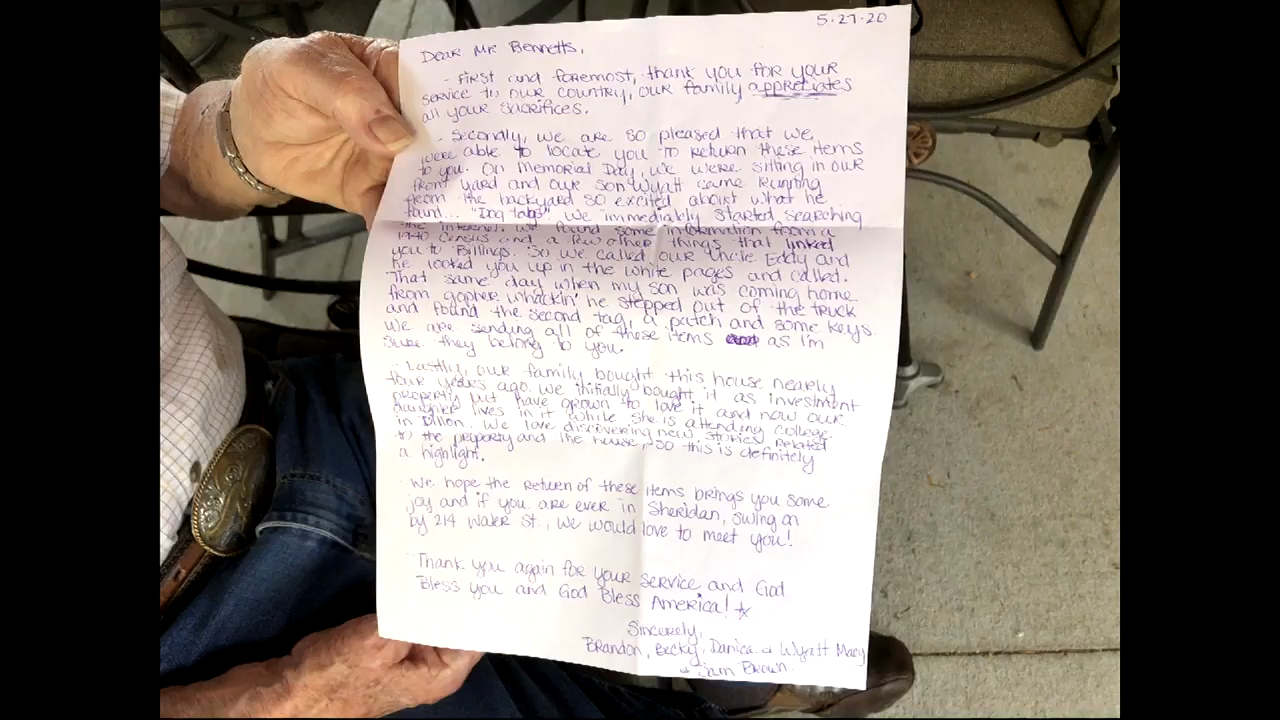 5·27·20
Dear Mr Bennetts,
- First and foremost, thank you for your
service to our country, our family appreciates
all your sacrifices.
- Secondly, we are so pleased that we
were able to locate you to return these items
to you. On Memorial Day, we were sitting in our
front yard and our son Wyatt came running
from the backyard so excited about what he
found... "Dog tags". We immediately started searching
the internet. We found some information from a
1940 Census and a few other things that linked
you to Billings. So we called our Uncle Eddy and
he looked you up in the white pages and called.
That same day when my son was coming home
from gopher whackin' he stepped out of the truck
and found the second tag, a patch and some keys.
We are sending all of these items as I'm
sure they belong to you.
- Lastly, our family bought this house nearly
four years ago. We initially bought it as investment
property but have grown to love it and now our
daughter lives in it while she is attending college
in Dillon. We love discovering new stories related
to the property and the house, so this is definitely
a highlight.
We hope the return of these items brings you some
joy and if you are ever in Sheridan, swing on
by 214 Water St., we would love to meet you!
Thank you again for your service and God
Bless you and God Bless America!
Sincerely,
Brandon, Becky, Danica & Wyatt Macy
& Sam Brown